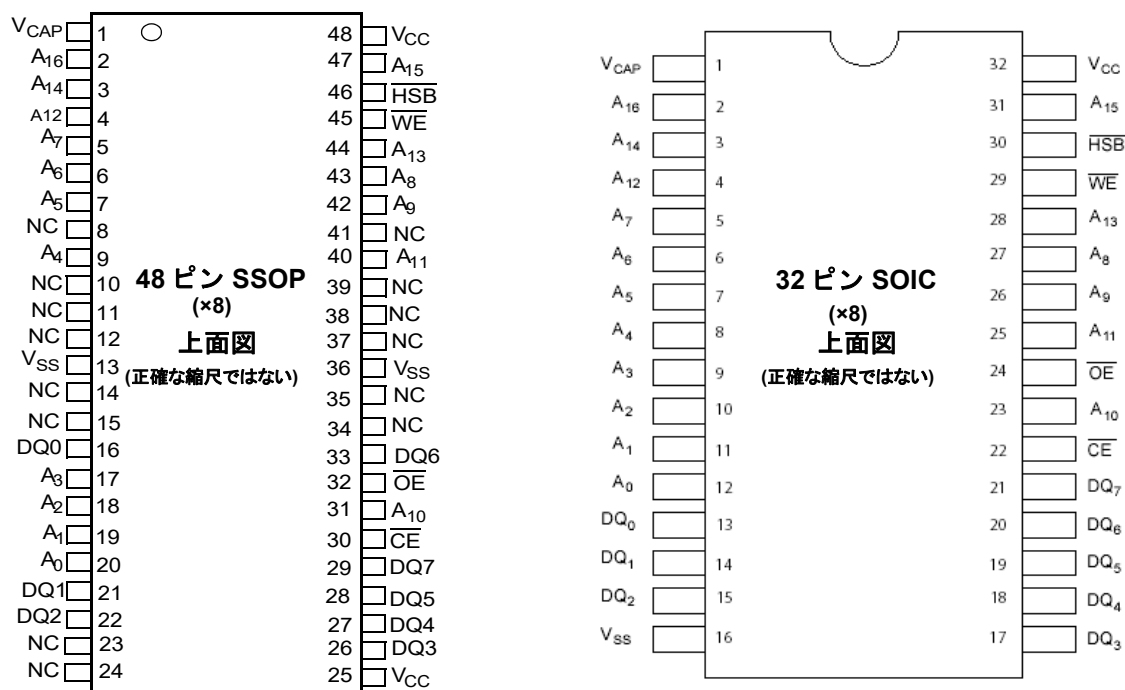 V_CAP 1 48 V_CC
A16 2 47 A15
A14 3 46 HSB
A12 4 45 WE
A7 5 44 A13
A6 6 43 A8
A5 7 42 A9
NC 8 41 NC
A4 9 40 A11
NC 10 39 NC
NC 11 38 NC
NC 12 37 NC
VSS 13 36 VSS
NC 14 35 NC
NC 15 34 NC
DQ0 16 33 DQ6
A3 17 32 OE
A2 18 31 A10
A1 19 30 CE
A0 20 29 DQ7
DQ1 21 28 DQ5
DQ2 22 27 DQ4
NC 23 26 DQ3
NC 24 25 VCC
48 ピン SSOP
(×8)
上面図
(正確な縮尺ではない)
VCAP 1 32 VCC
A16 2 31 A15
A14 3 30 HSB
A12 4 29 WE
A7 5 28 A13
A6 6 27 A8
A5 7 26 A9
A4 8 25 A11
A3 9 24 OE
A2 10 23 A10
A1 11 22 CE
A0 12 21 DQ7
DQ0 13 20 DQ6
DQ1 14 19 DQ5
DQ2 15 18 DQ4
VSS 16 17 DQ3
32 ピン SOIC
(×8)
上面図
(正確な縮尺ではない)